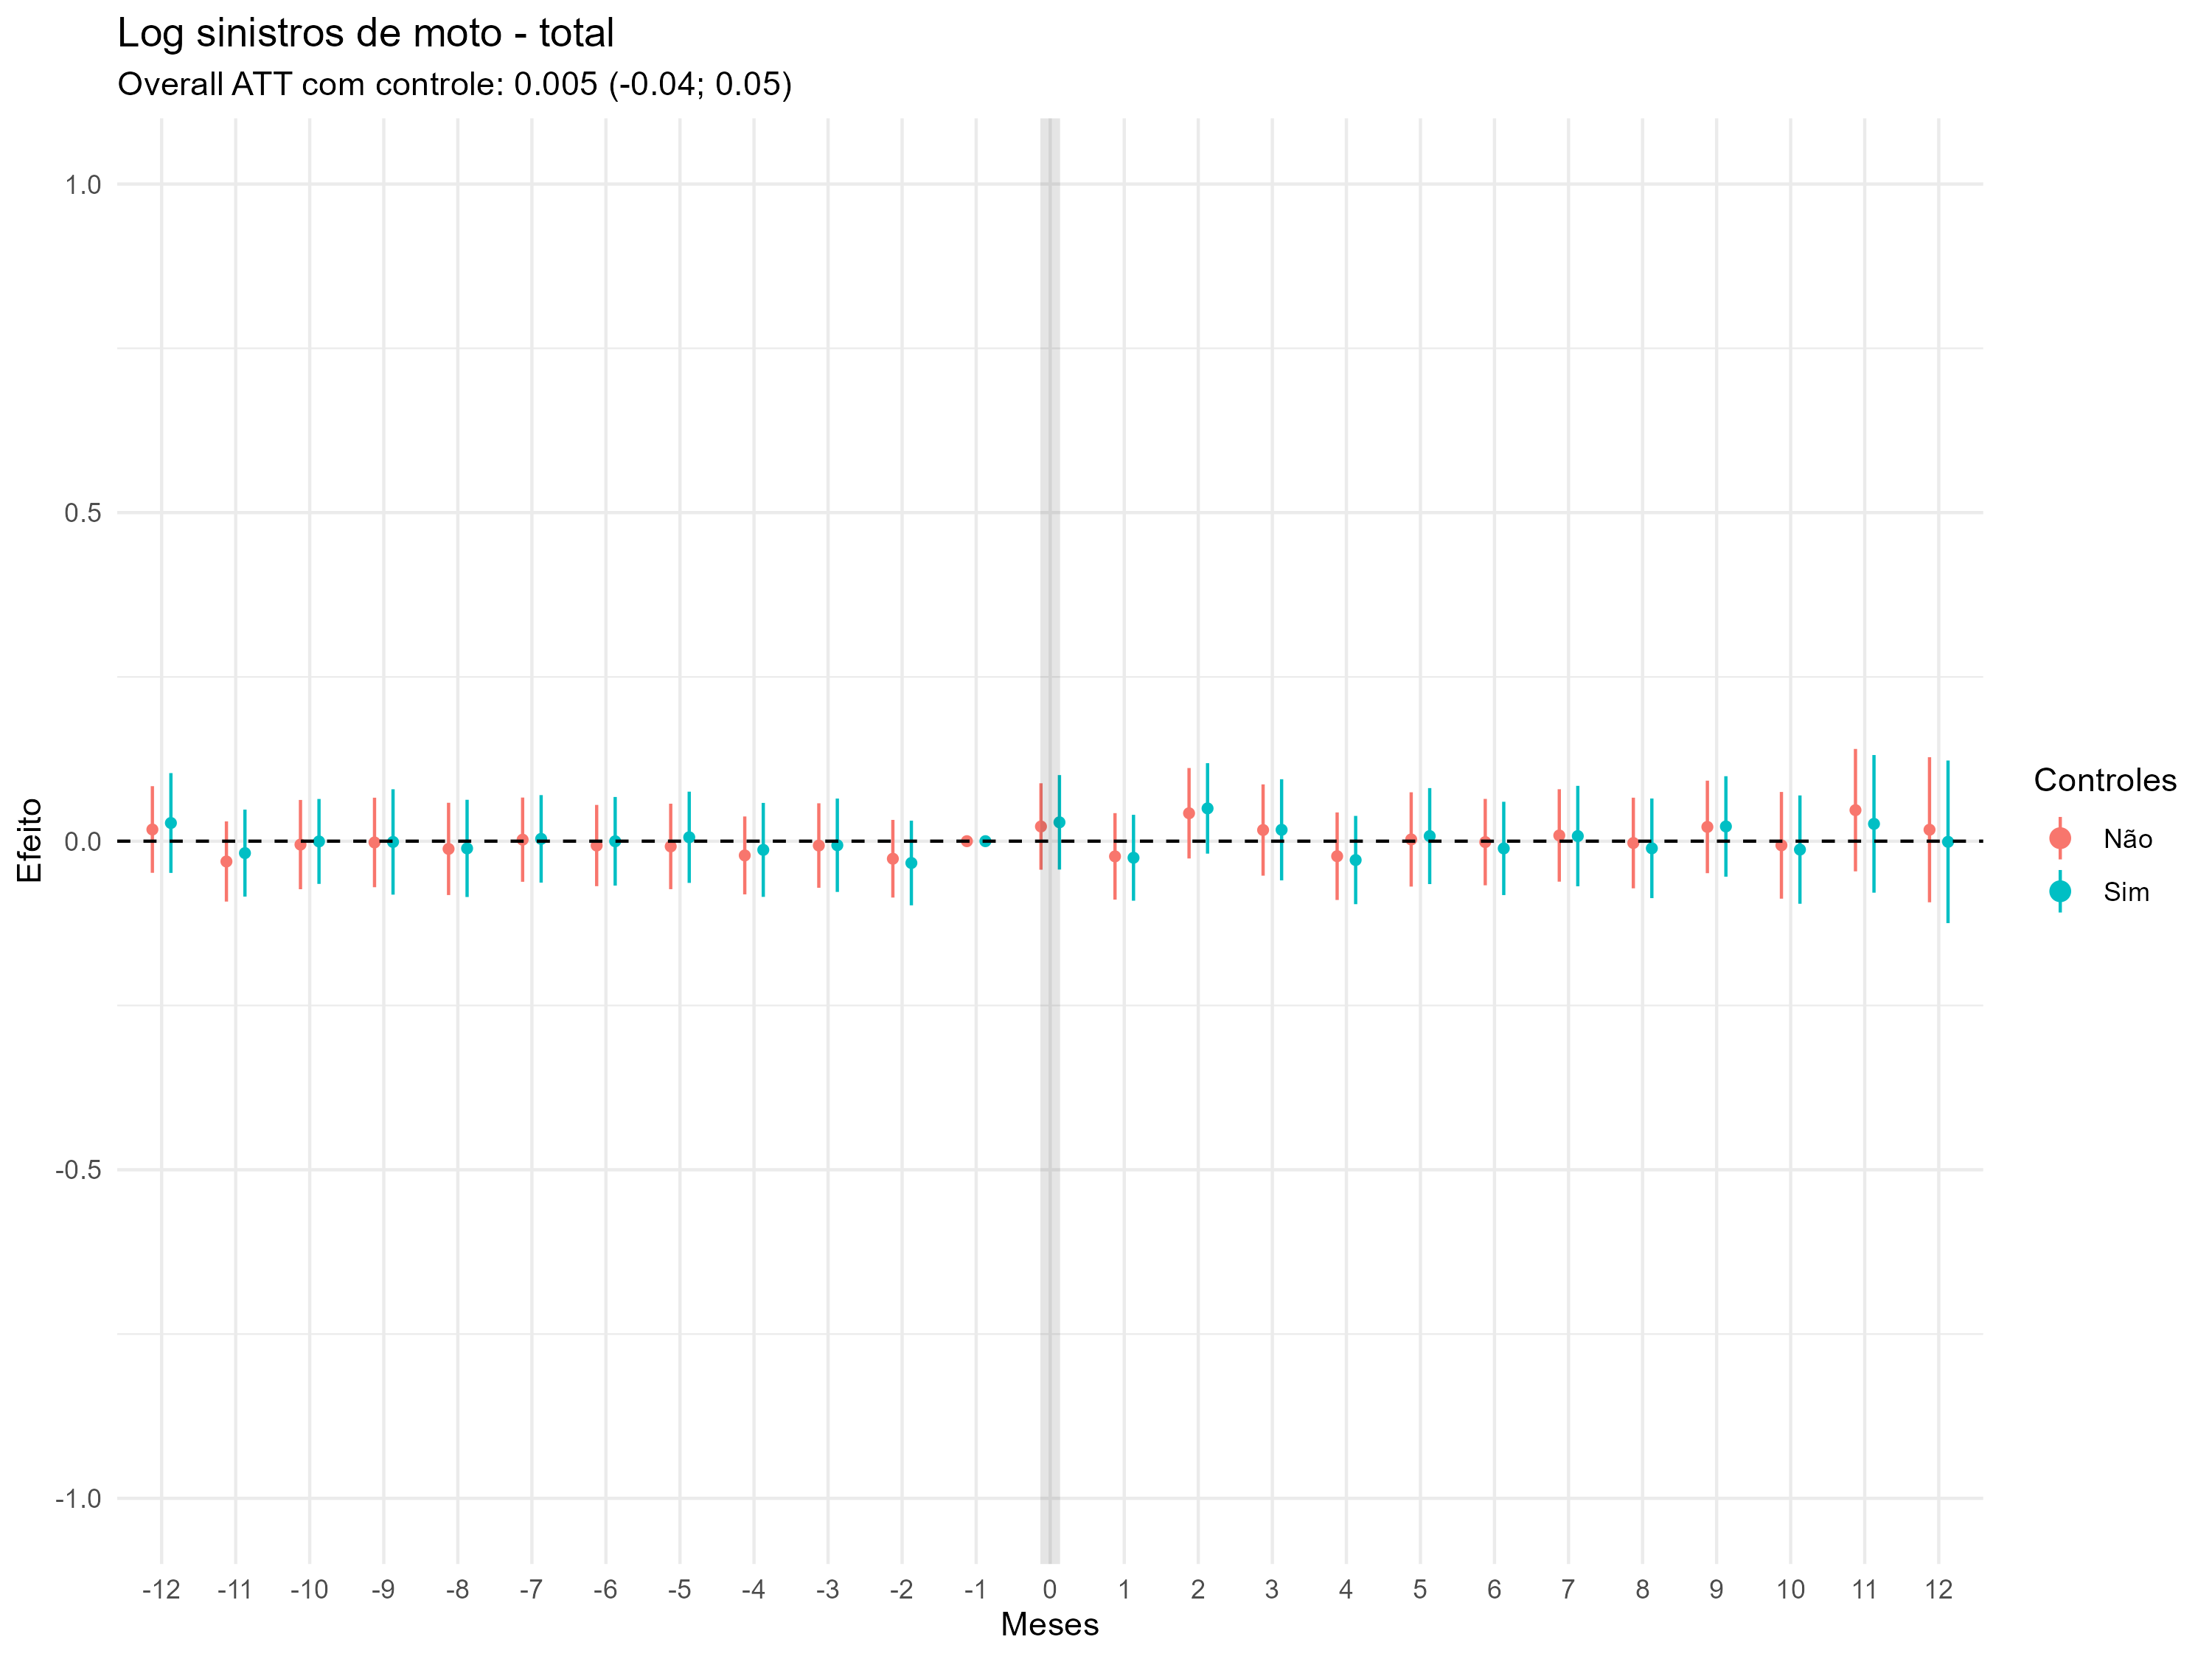 Log sinistros de moto - total
Overall ATT com controle: 0.005 (-0.04; 0.05)
1.0
0.5
0.0
-0.5
-1.0
Efeito
-12 -11 -10 -9 -8 -7 -6 -5 -4 -3 -2 -1 0 1 2 3 4 5 6 7 8 9 10 11 12
Meses
Controles
Não
Sim